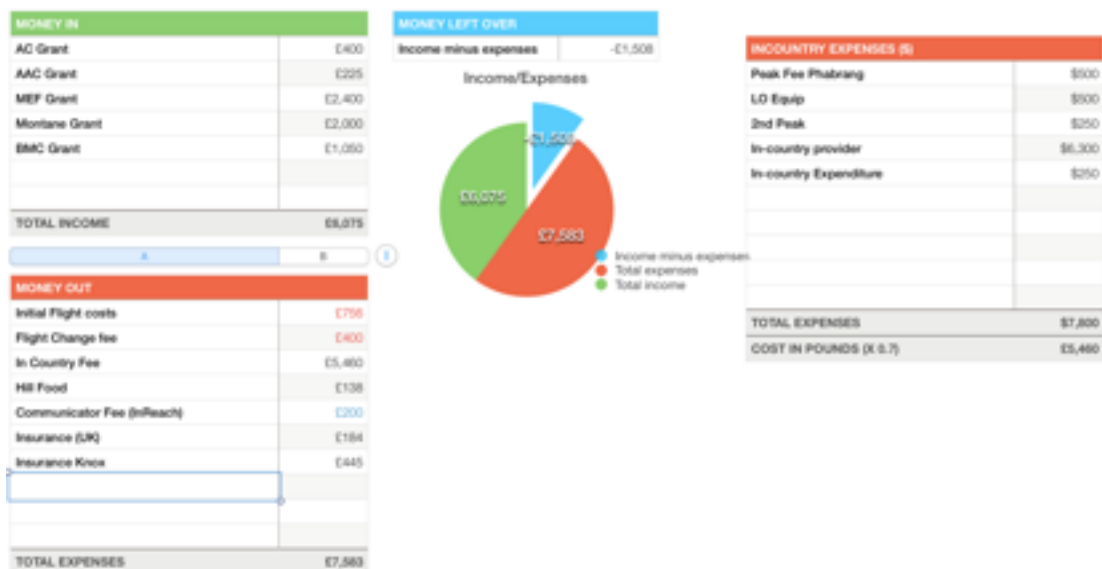 MONEY IN
AC Grant £400
AAC Grant £225
MEF Grant £2,400
Montane Grant £2,000
BMC Grant £1,050
TOTAL INCOME £6,075
A B
MONEY OUT
Initial Flight costs £756
Flight Change fee £400
In Country Fee £5,460
Hill Food £138
Communicator Fee (InReach) £200
Insurance (UK) £184
Insurance Knox £445
TOTAL EXPENSES £7,583
MONEY LEFT OVER
Income minus expenses -£1,508
Income/Expenses
-£1,508
£6,075
£7,583
Income minus expenses
Total expenses
Total income
INCOUNTRY EXPENSES ($)
Peak Fee Phabrang $500
LO Equip $500
2nd Peak $250
In-country provider $6,300
In-country Expenditure $250
TOTAL EXPENSES $7,800
COST IN POUNDS (X 0.7) £5,460